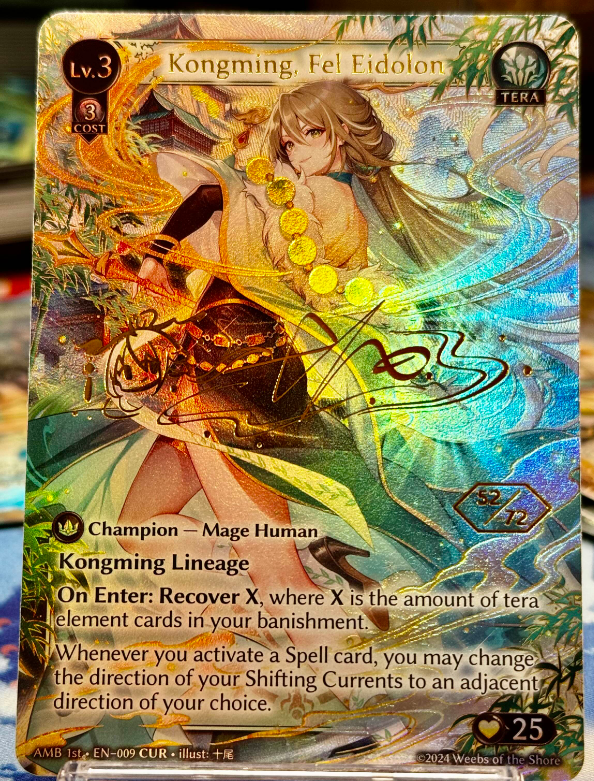 Lv.3
Kongming, Fel Eidolon
TERA
3
COST
52/72
Champion — Mage Human
Kongming Lineage
On Enter: Recover X, where X is the amount of tera
element cards in your banishment.
Whenever you activate a Spell card, you may change
the direction of your Shifting Currents to an adjacent
direction of your choice.
25
AMB 1st • EN-009 CUR • illust: 十尾
©2024 Weebs of the Shore